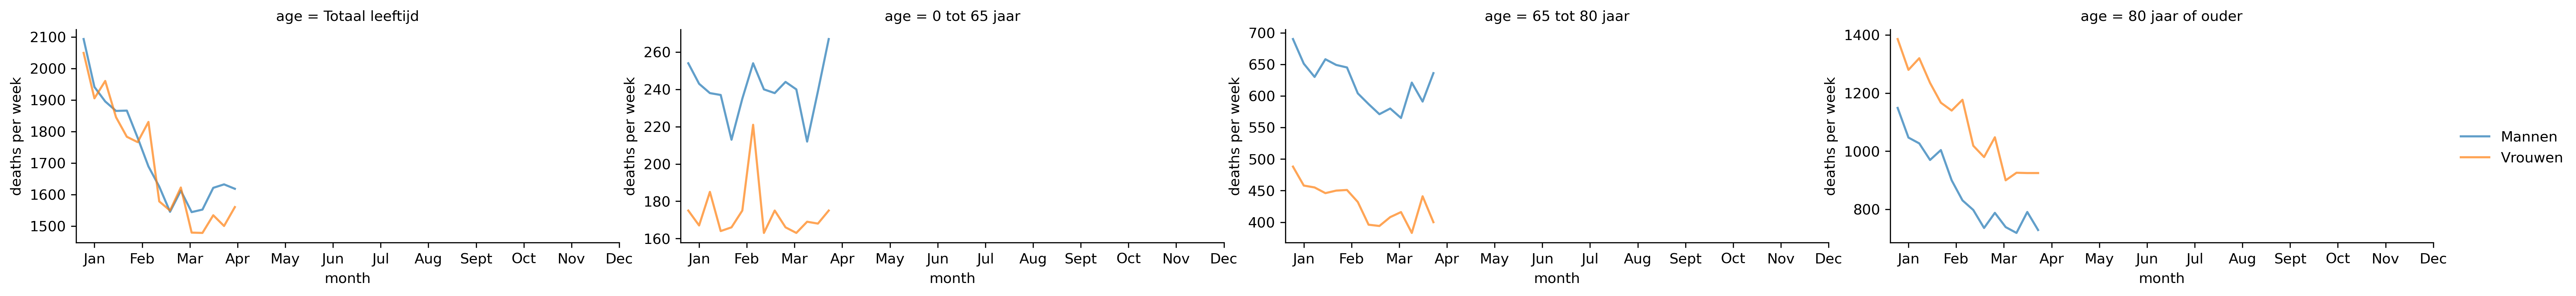 age = Totaal leeftijd
2100
2000
1900
1800
1700
1600
1500
deaths per week
Jan Feb Mar Apr May Jun Jul Aug Sept Oct Nov Dec
month
age = 0 tot 65 jaar
260
240
220
200
180
160
deaths per week
Jan Feb Mar Apr May Jun Jul Aug Sept Oct Nov Dec
month
age = 65 tot 80 jaar
700
650
600
550
500
450
400
deaths per week
Jan Feb Mar Apr May Jun Jul Aug Sept Oct Nov Dec
month
age = 80 jaar of ouder
1400
1200
1000
800
deaths per week
Jan Feb Mar Apr May Jun Jul Aug Sept Oct Nov Dec
month
Mannen
Vrouwen